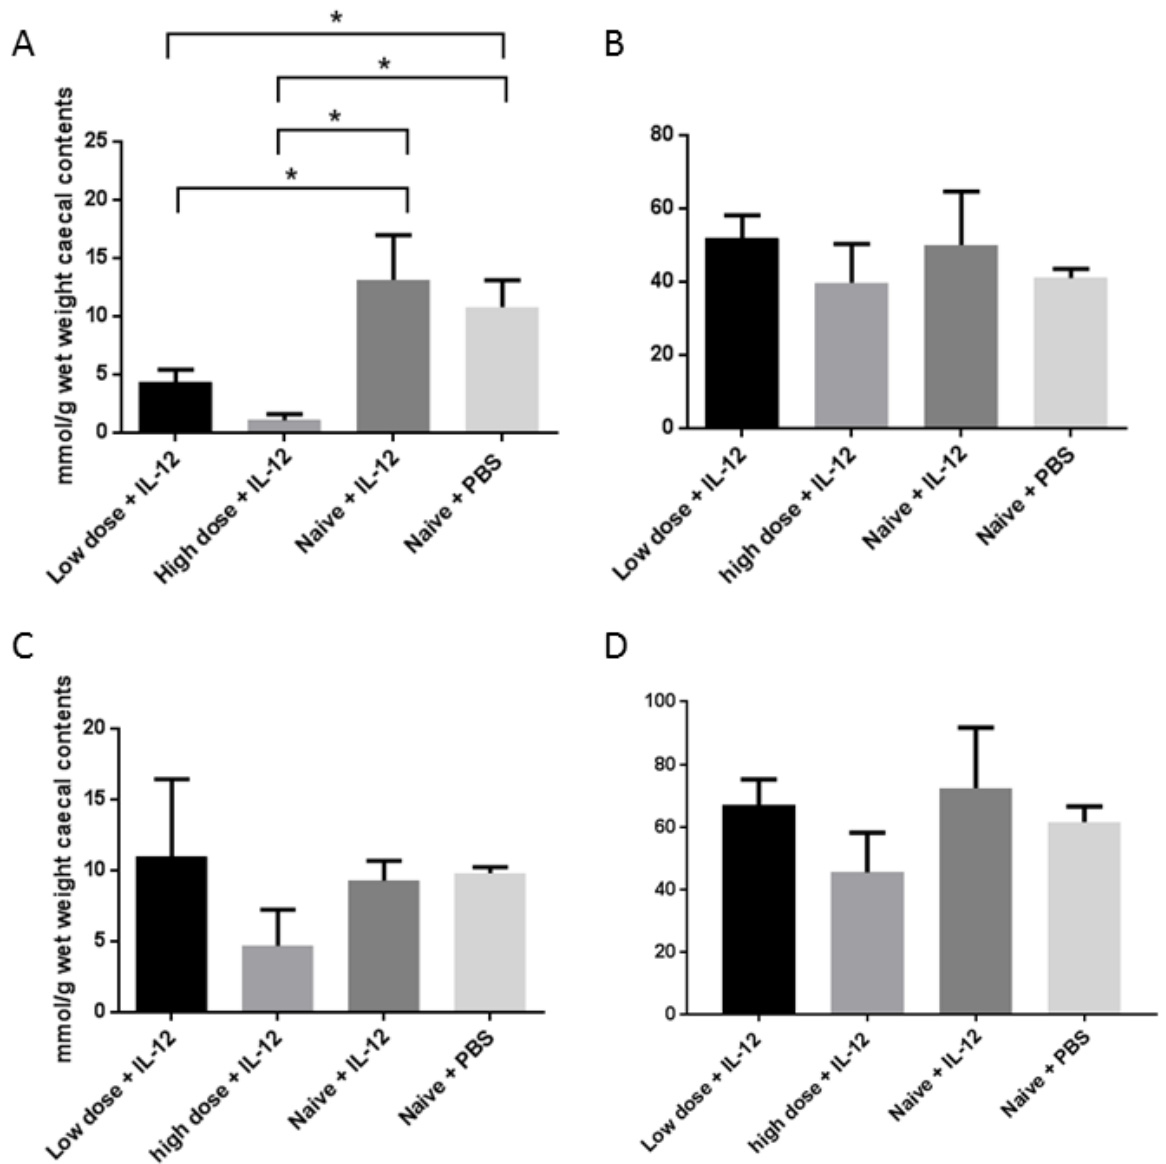 A
*
*
*
*
mmol/g wet weight caecal contents
25
20
15
10
5
0
Low dose + IL-12
High dose + IL-12
Naive + IL-12
Naive + PBS
B
80
60
40
20
0
Low dose + IL-12
high dose + IL-12
Naive + IL-12
Naive + PBS
C
mmol/g wet weight caecal contents
20
15
10
5
0
Low dose + IL-12
high dose + IL-12
Naive + IL-12
Naive + PBS
D
100
80
60
40
20
0
Low dose + IL-12
high dose + IL-12
Naive + IL-12
Naive + PBS